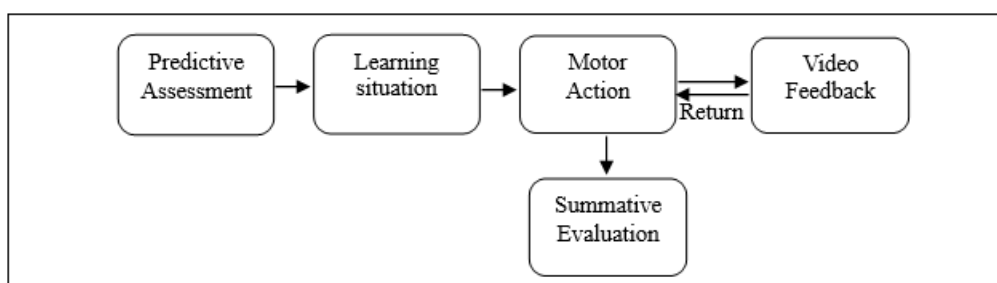 Predictive
Assessment
Learning
situation
Motor
Action
Return
Video
Feedback
Summative
Evaluation